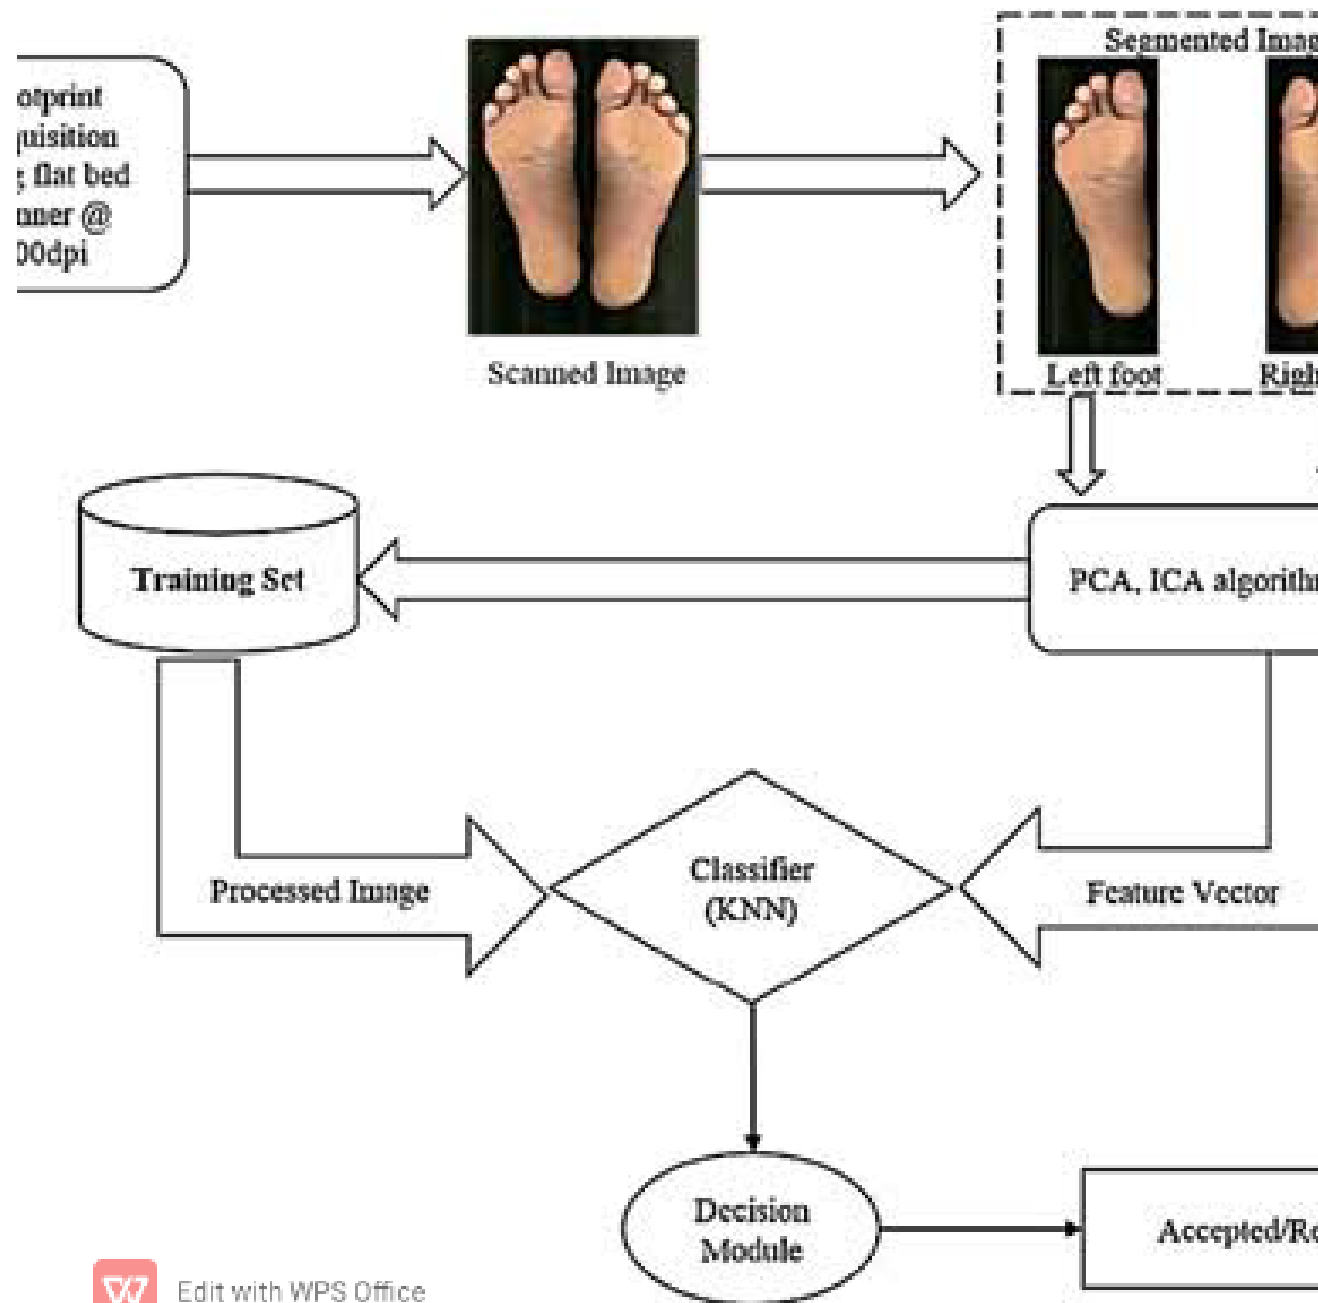 otprint
quisition
g flat bed
nner @
00dpi
Scanned Image
Segmented Imag
Left foot
Righ
Training Set
PCA, ICA algorith
Processed Image
Classifier
(KNN)
Feature Vector
Decision
Module
Accepted/Re
Edit with WPS Office